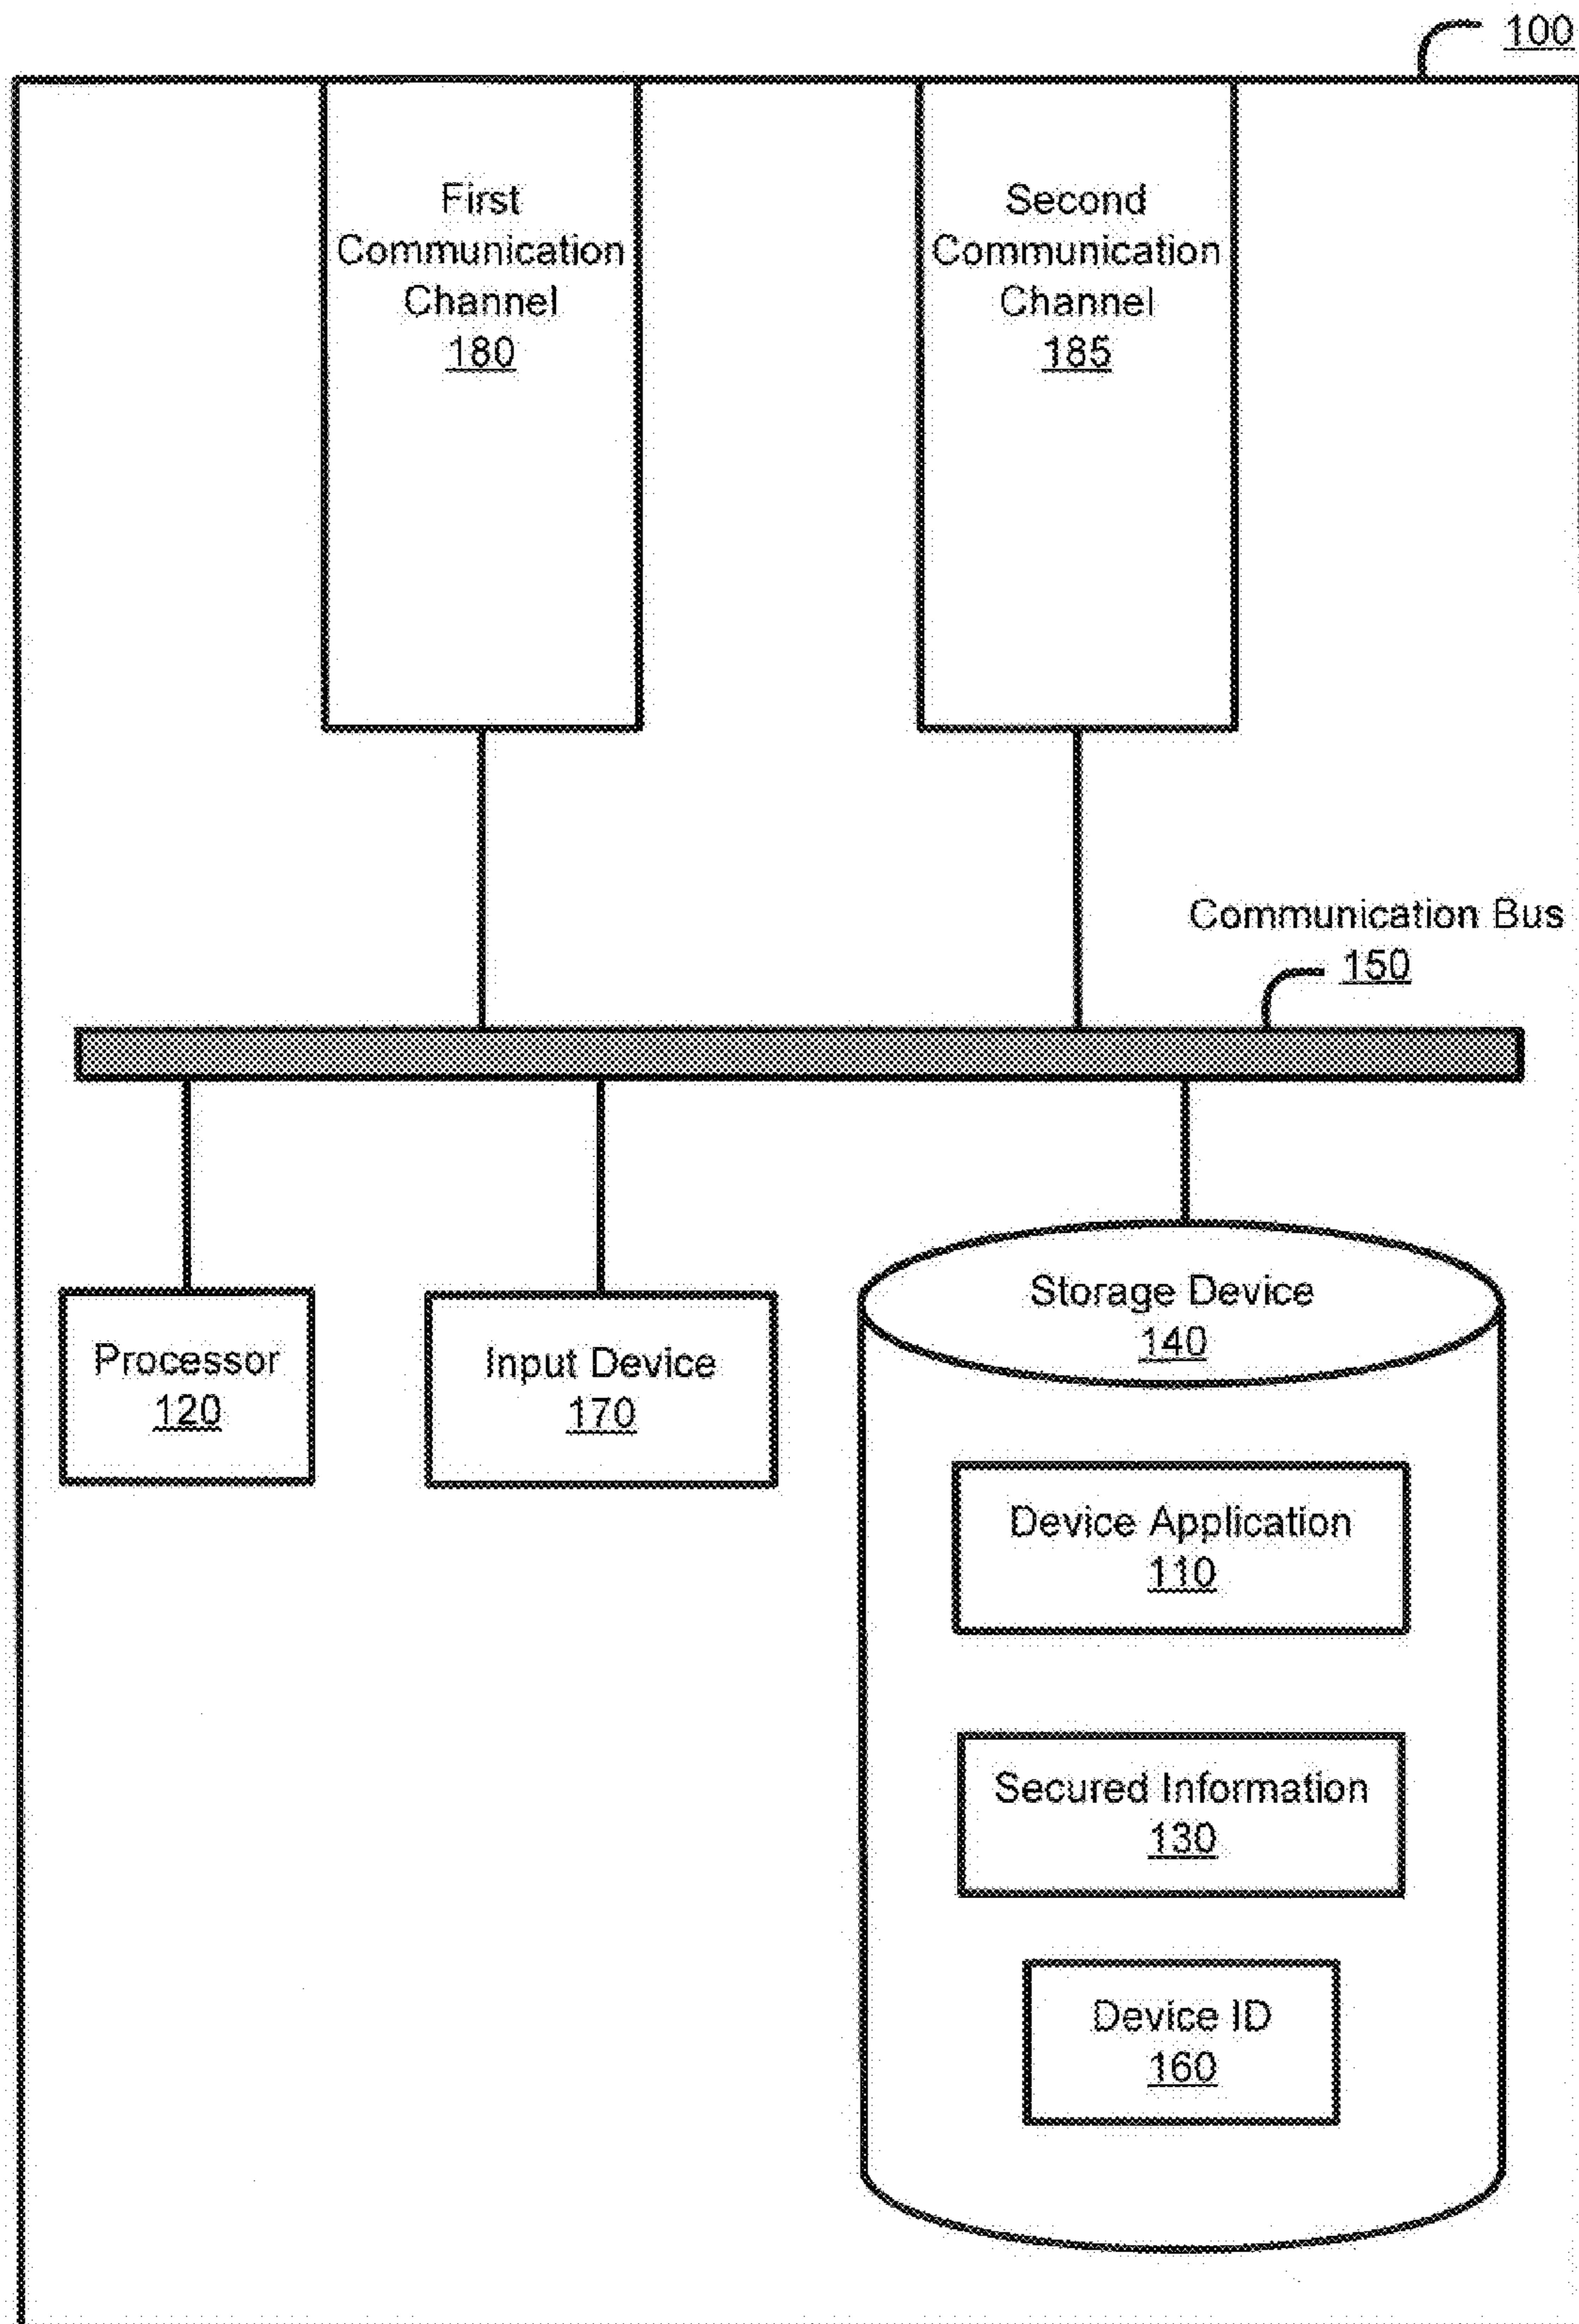 100
First
Communication
Channel
180
Second
Communication
Channel
185
Communication Bus
150
Processor
120
Input Device
170
Storage Device
140
Device Application
110
Secured Information
130
Device ID
160